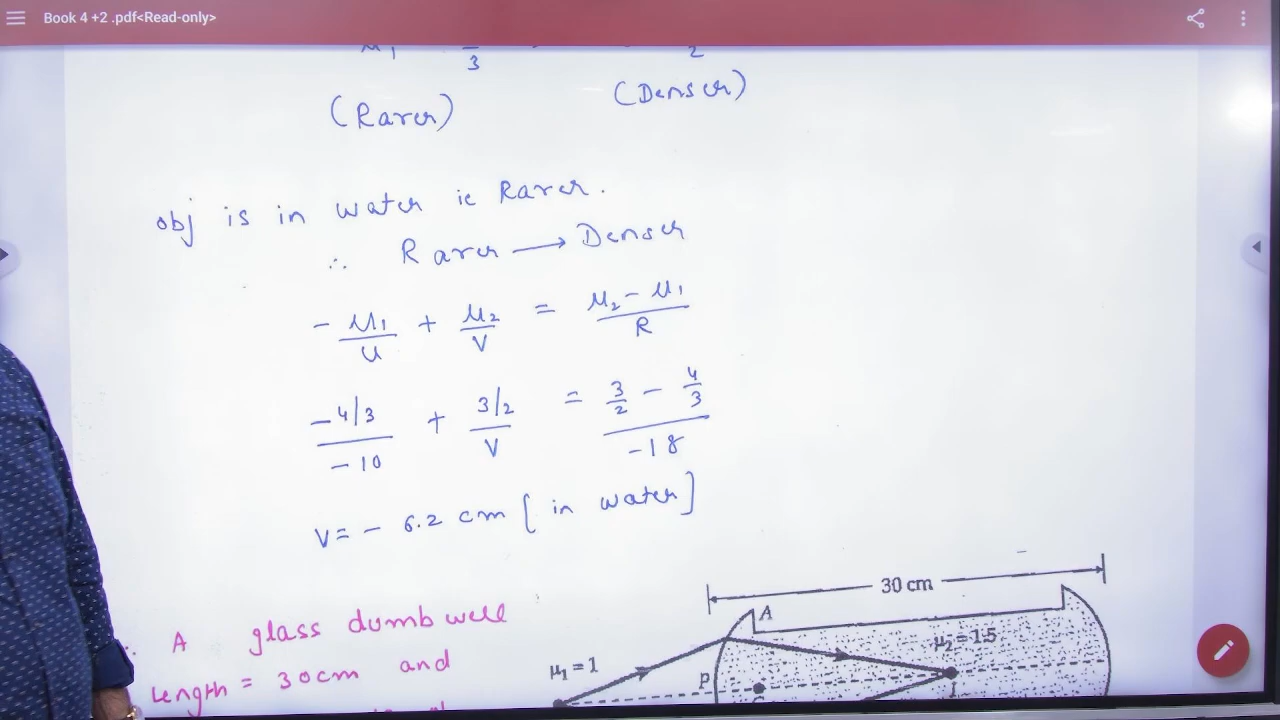 Book 4 +2 .pdf<Read-only>
μ1 3 2
(Rarer) (Denser)
obj is in water ie Rarer.
∴ Rarer → Denser
- μ1/u + μ2/v = μ2 - μ1/R
-4/3/-10 + 3/2/v = 3/2 - 4/3/-18
v = - 6.2 cm [in water]
30 cm
A
A glass dumb well
μ2 = 1.5
μ1 = 1
length = 30cm and
P
C
I